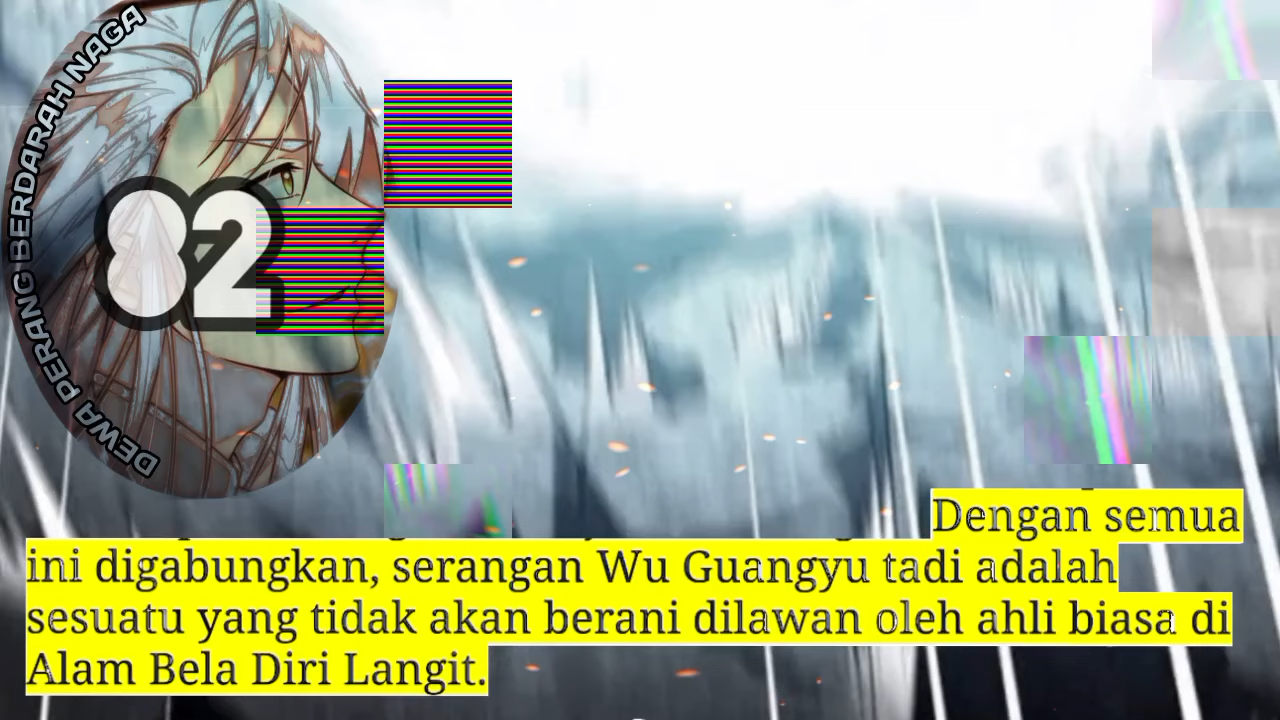 DEWA PERANG BERDARAH NAGA
82
Dengan semua
ini digabungkan, serangan Wu Guangyu tadi adalah
sesuatu yang tidak akan berani dilawan oleh ahli biasa di
Alam Bela Diri Langit.